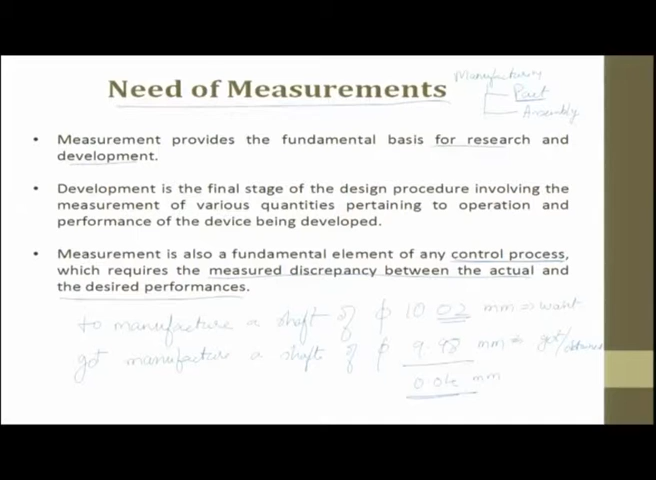 Need of Measurements
Manufacturing
Part
Assembly
• Measurement provides the fundamental basis for research and
development.
• Development is the final stage of the design procedure involving the
measurement of various quantities pertaining to operation and
performance of the device being developed.
• Measurement is also a fundamental element of any control process,
which requires the measured discrepancy between the actual and
the desired performances.
to manufacture a shaft of ϕ 10.02 mm ⇒ want
got manufacture a shaft of ϕ 9.98 mm ⇒ got/obtained
0.04 mm